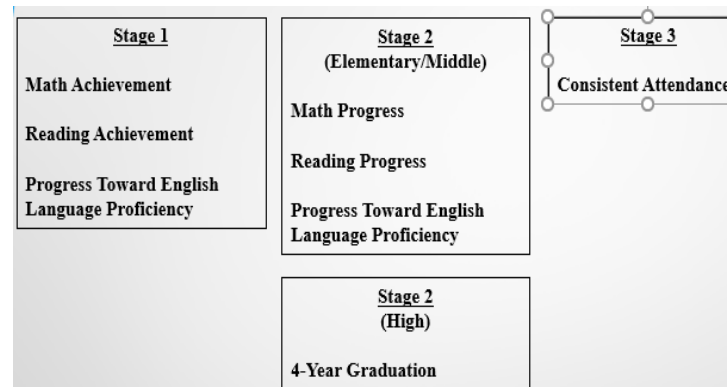 Stage 1
Math Achievement
Reading Achievement
Progress Toward English
Language Proficiency
Stage 2
(Elementary/Middle)
Math Progress
Reading Progress
Progress Toward English
Language Proficiency
Stage 2
(High)
4-Year Graduation
Stage 3
Consistent Attendance